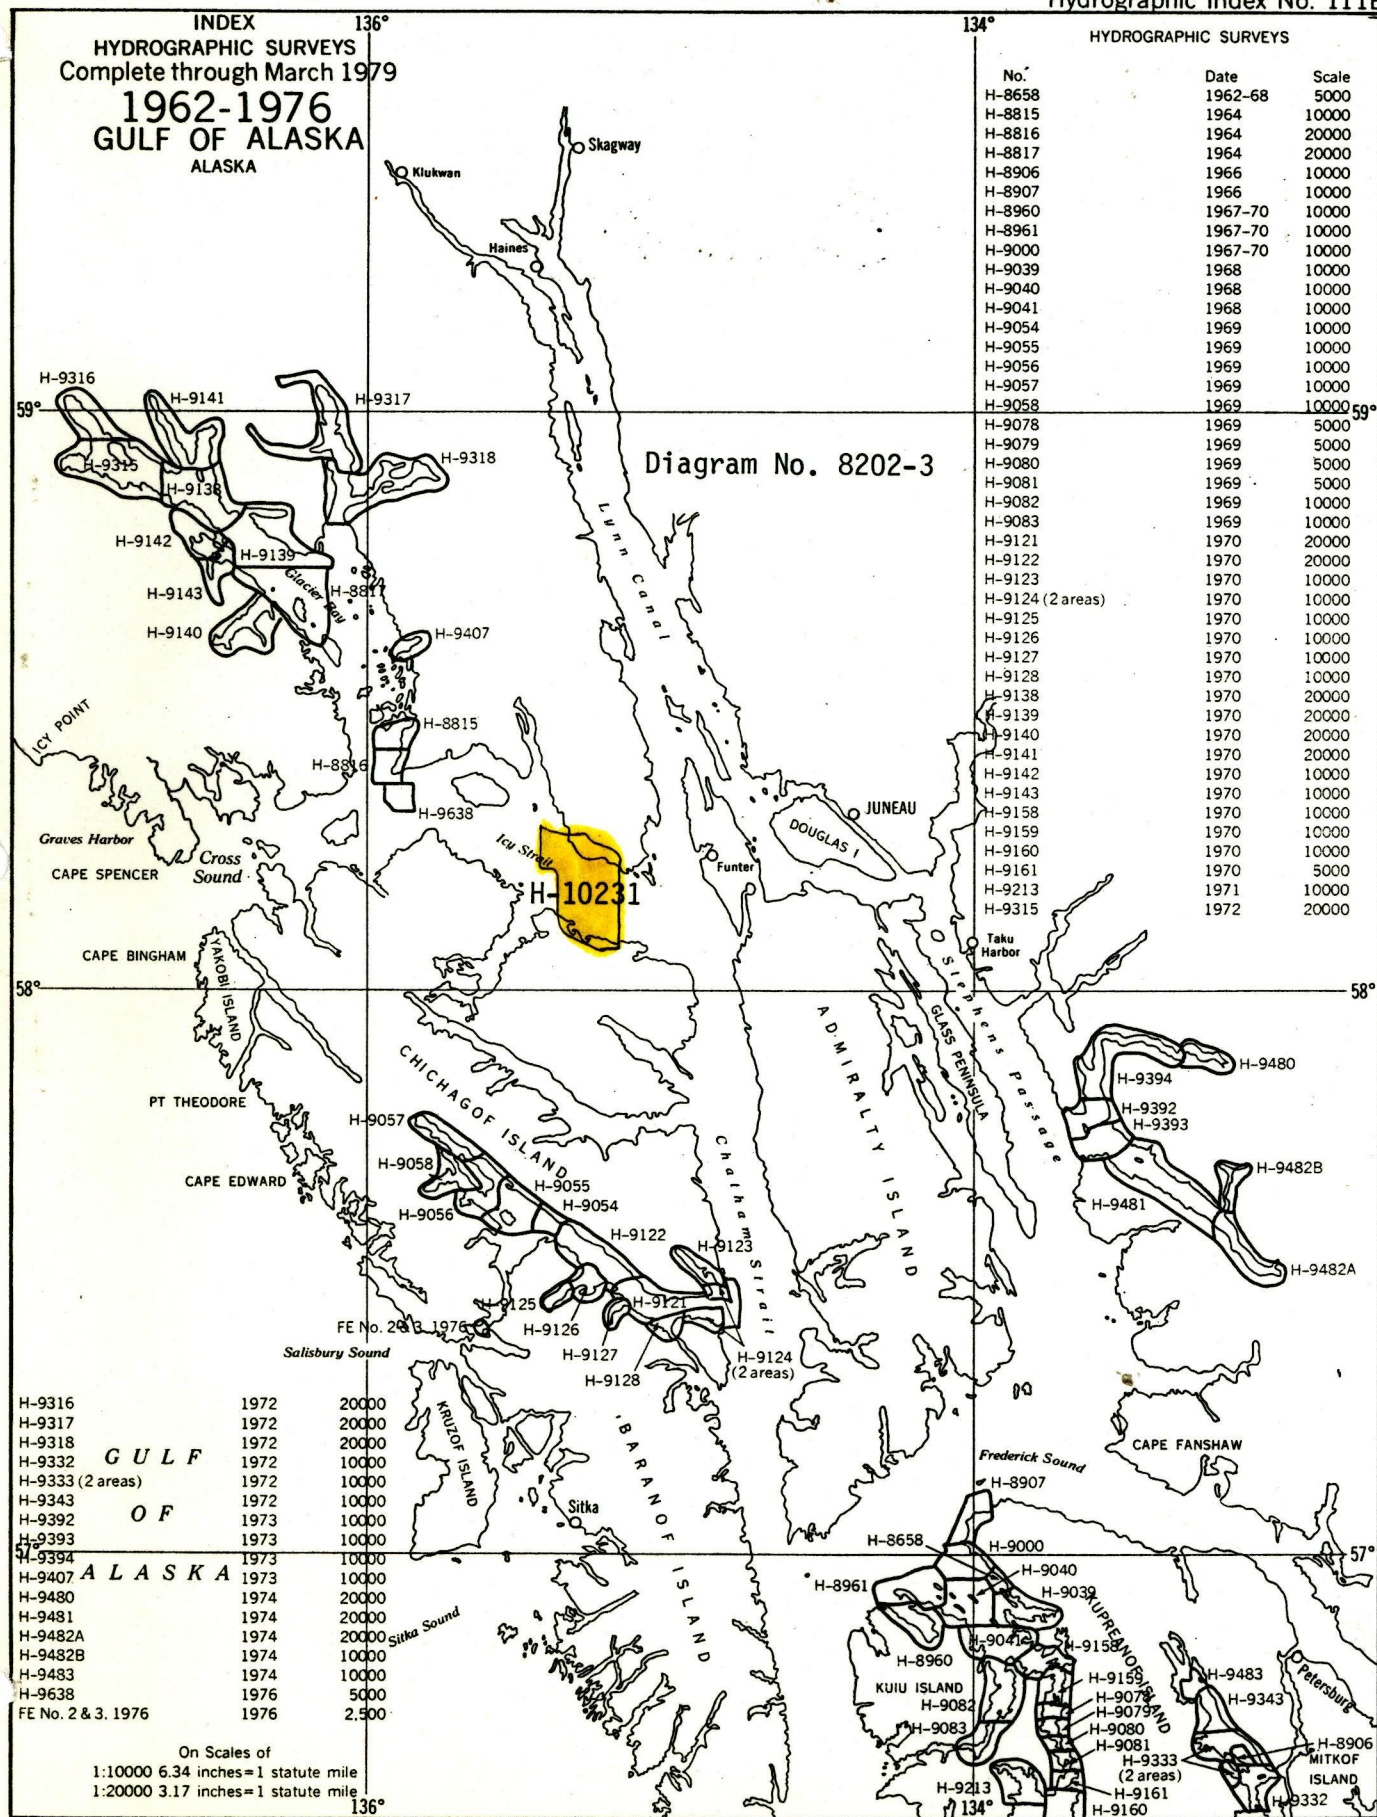 Hydrographic Index No. 111E
INDEX
HYDROGRAPHIC SURVEYS
Complete through March 1979
1962-1976
GULF OF ALASKA
ALASKA
136°
134°
HYDROGRAPHIC SURVEYS
No. Date Scale
H-8658 1962-68 5000
H-8815 1964 10000
H-8816 1964 20000
H-8817 1964 20000
H-8906 1966 10000
H-8907 1966 10000
H-8960 1967-70 10000
H-8961 1967-70 10000
H-9000 1967-70 10000
H-9039 1968 10000
H-9040 1968 10000
H-9041 1968 10000
H-9054 1969 10000
H-9055 1969 10000
H-9056 1969 10000
H-9057 1969 10000
H-9058 1969 10000
H-9078 1969 5000
H-9079 1969 5000
H-9080 1969 5000
H-9081 1969 5000
H-9082 1969 10000
H-9083 1969 10000
H-9121 1970 20000
H-9122 1970 20000
H-9123 1970 10000
H-9124 (2 areas) 1970 10000
H-9125 1970 10000
H-9126 1970 10000
H-9127 1970 10000
H-9128 1970 10000
H-9138 1970 20000
H-9139 1970 20000
H-9140 1970 20000
H-9141 1970 20000
H-9142 1970 10000
H-9143 1970 10000
H-9158 1970 10000
H-9159 1970 10000
H-9160 1970 10000
H-9161 1970 5000
H-9213 1971 10000
H-9315 1972 20000
Skagway
Klukwan
Haines
H-9316
H-9141
H-9317
59°
59°
H-9315
H-9318
Diagram No. 8202-3
H-9138
H-9142
H-9139
Lynn Canal
Glacier Bay
H-9143
H-8817
H-9140
H-9407
ICY POINT
H-8815
H-8816
H-9638
JUNEAU
DOUGLAS I
Graves Harbor
Cross Sound
Icy Strait
Funter
CAPE SPENCER
H-10231
CAPE BINGHAM
YAKOBI ISLAND
Taku
Harbor
58°
58°
Stephens Passage
GLASS PENINSULA
ADMIRALTY ISLAND
CHICHAGOF ISLAND
Chatham Strait
PT THEODORE
H-9480
H-9394
H-9392
H-9393
H-9057
H-9058
CAPE EDWARD
H-9055
H-9482B
H-9054
H-9056
H-9481
H-9122
H-9123
H-9482A
H-9125
H-9121
FE No. 2 & 3, 1976
H-9126
Salisbury Sound
H-9127
H-9124
(2 areas)
H-9128
KRUZOF ISLAND
BARANOF ISLAND
Sitka
CAPE FANSHAW
Frederick Sound
H-9316 1972 20000
H-9317 1972 20000
H-9318 1972 20000
H-9332 1972 10000
H-9333 (2 areas) 1972 10000
H-9343 1972 10000
H-9392 1973 10000
H-9393 1973 10000
H-9394 1973 10000
H-9407 1973 10000
H-9480 1974 20000
H-9481 1974 20000
H-9482A 1974 20000
H-9482B 1974 10000
H-9483 1974 10000
H-9638 1976 5000
FE No. 2 & 3, 1976 1976 2,500
GULF
OF
ALASKA
57°
57°
Sitka Sound
H-8907
H-8658
H-9000
H-9040
H-8961
H-9039
KUPREANOF ISLAND
H-9041
H-9158
H-8960
H-9159
KUIU ISLAND
H-9082
H-9078
H-9079
H-9083
H-9080
H-9081
H-9483
H-9343
Petersburg
H-8906
H-9333
(2 areas)
MITKOF
ISLAND
H-9213
H-9161
H-9160
H-9332
On Scales of
1:10000 6.34 inches=1 statute mile
1:20000 3.17 inches=1 statute mile
136°
134°